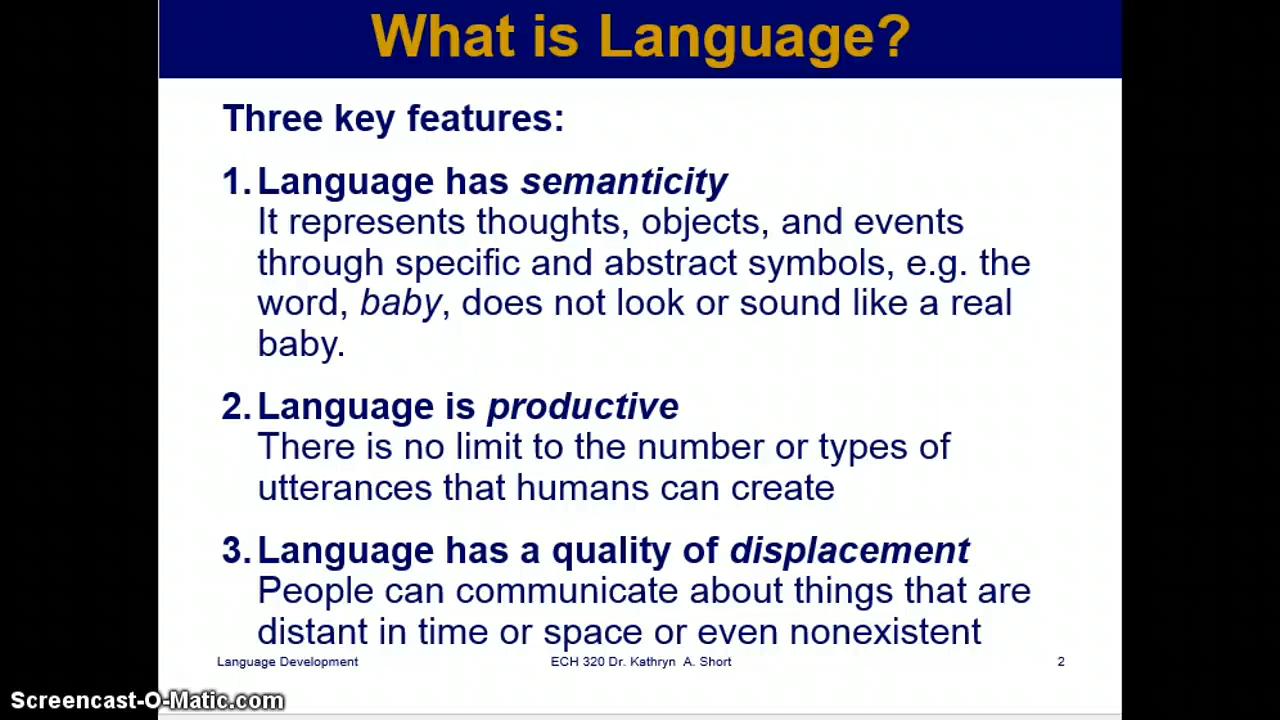 What is Language?
Three key features:
1. Language has semanticity
It represents thoughts, objects, and events
through specific and abstract symbols, e.g. the
word, baby, does not look or sound like a real
baby.
2. Language is productive
There is no limit to the number or types of
utterances that humans can create
3. Language has a quality of displacement
People can communicate about things that are
distant in time or space or even nonexistent
Language Development ECH 320 Dr. Kathryn A. Short 2
Screencast-O-Matic.com